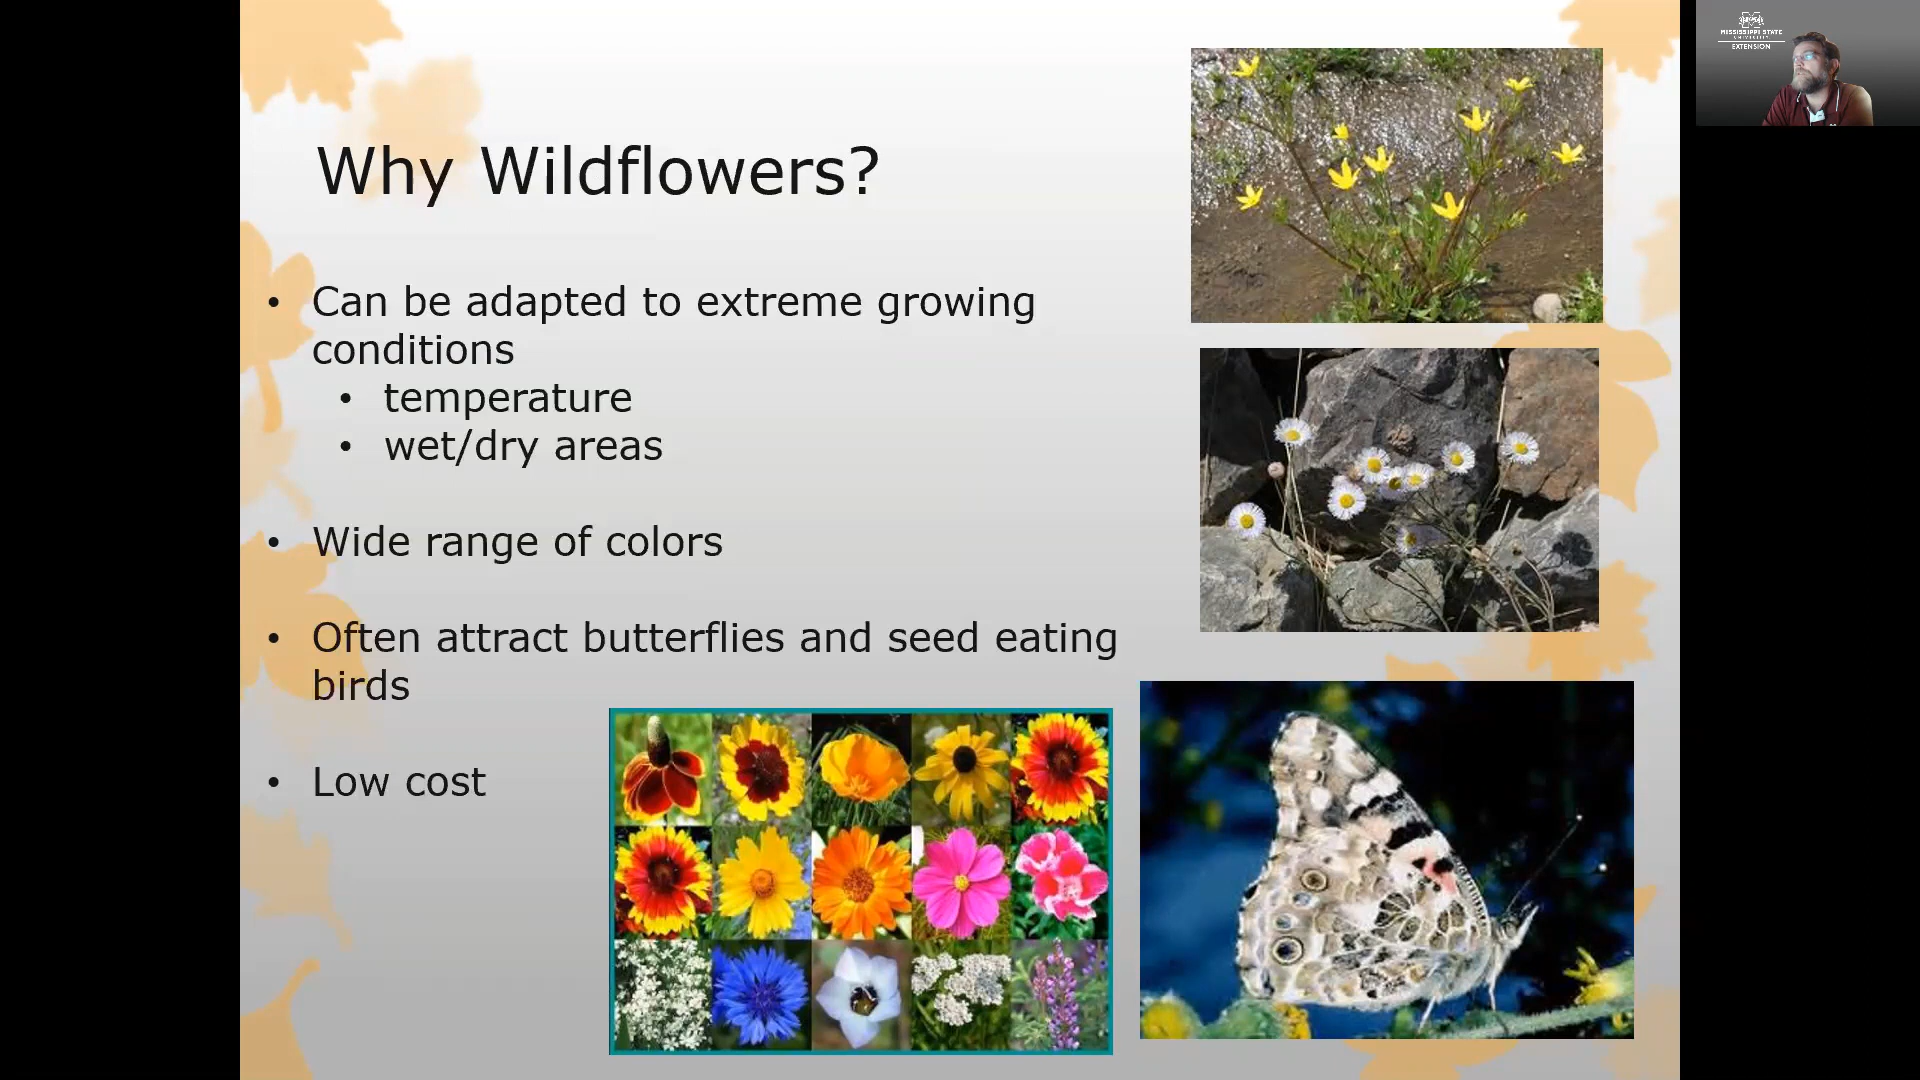 Why Wildflowers?
• Can be adapted to extreme growing
conditions
• temperature
• wet/dry areas
• Wide range of colors
• Often attract butterflies and seed eating
birds
• Low cost
MISSISSIPPI STATE
UNIVERSITY
EXTENSION